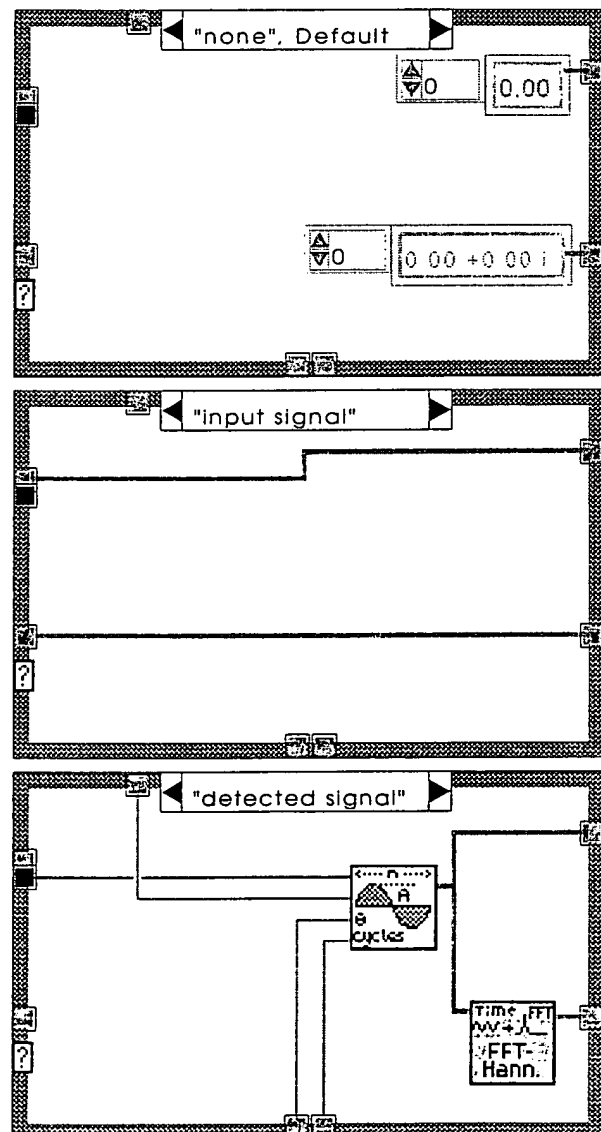 "none", Default
0
0.00
0
0 00 +0 00 i
?
"input signal"
?
"detected signal"
<---- n ---->
A
θ
cycles
?
Time FFT
FFT-
Hann.